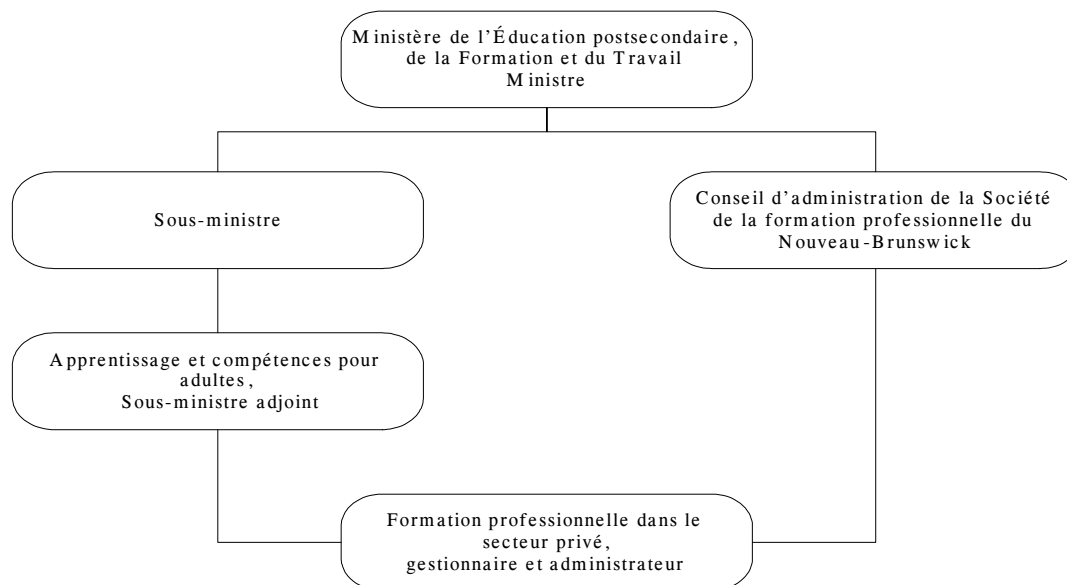 Ministère de l’Éducation postsecondaire,
de la Formation et du Travail
Ministre
Sous-ministre
Conseil d’administration de la Société
de la formation professionnelle du
Nouveau-Brunswick
Apprentissage et compétences pour
adultes,
Sous-ministre adjoint
Formation professionnelle dans le
secteur privé,
gestionnaire et administrateur